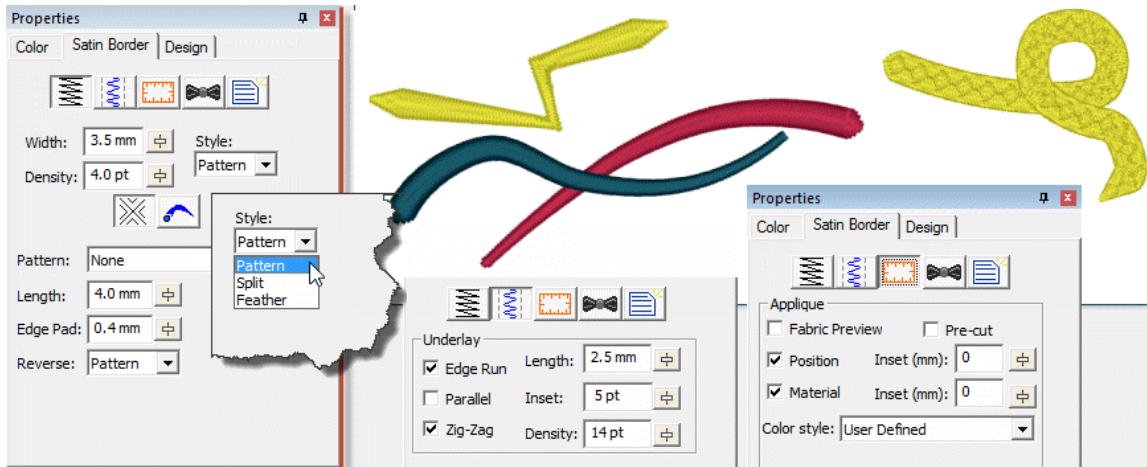 Properties
Color Satin Border Design
Width: 3.5 mm
Style:
Density: 4.0 pt
Pattern
Pattern: None
Length: 4.0 mm
Edge Pad: 0.4 mm
Reverse: Pattern
Style:
Pattern
Pattern
Split
Feather
Underlay
Edge Run Length: 2.5 mm
Parallel Inset: 5 pt
Zig-Zag Density: 14 pt
Properties
Color Satin Border Design
Applique
Fabric Preview Pre-cut
Position Inset (mm): 0
Material Inset (mm): 0
Color style: User Defined